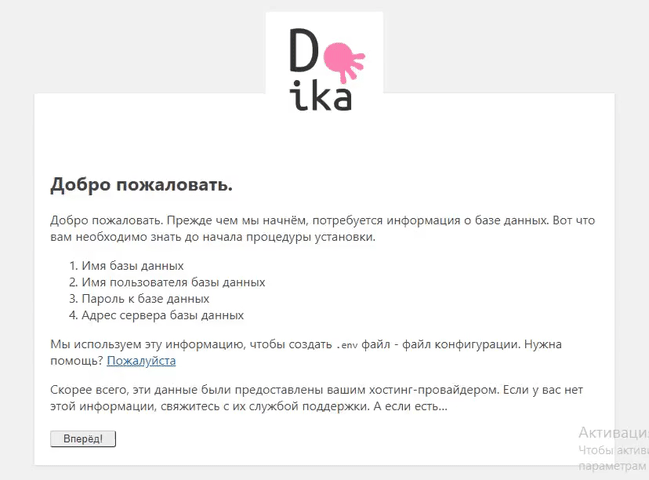 D
ika
Добро пожаловать.
Добро пожаловать. Прежде чем мы начнём, потребуется информация о базе данных. Вот что
вам необходимо знать до начала процедуры установки.
1. Имя базы данных
2. Имя пользователя базы данных
3. Пароль к базе данных
4. Адрес сервера базы данных
Мы используем эту информацию, чтобы создать .env файл - файл конфигурации. Нужна
помощь? Пожалуйста
Скорее всего, эти данные были предоставлены вашим хостинг-провайдером. Если у вас нет
этой информации, свяжитесь с их службой поддержки. А если есть...
Вперёд!
Активаци
Чтобы активи
параметрам